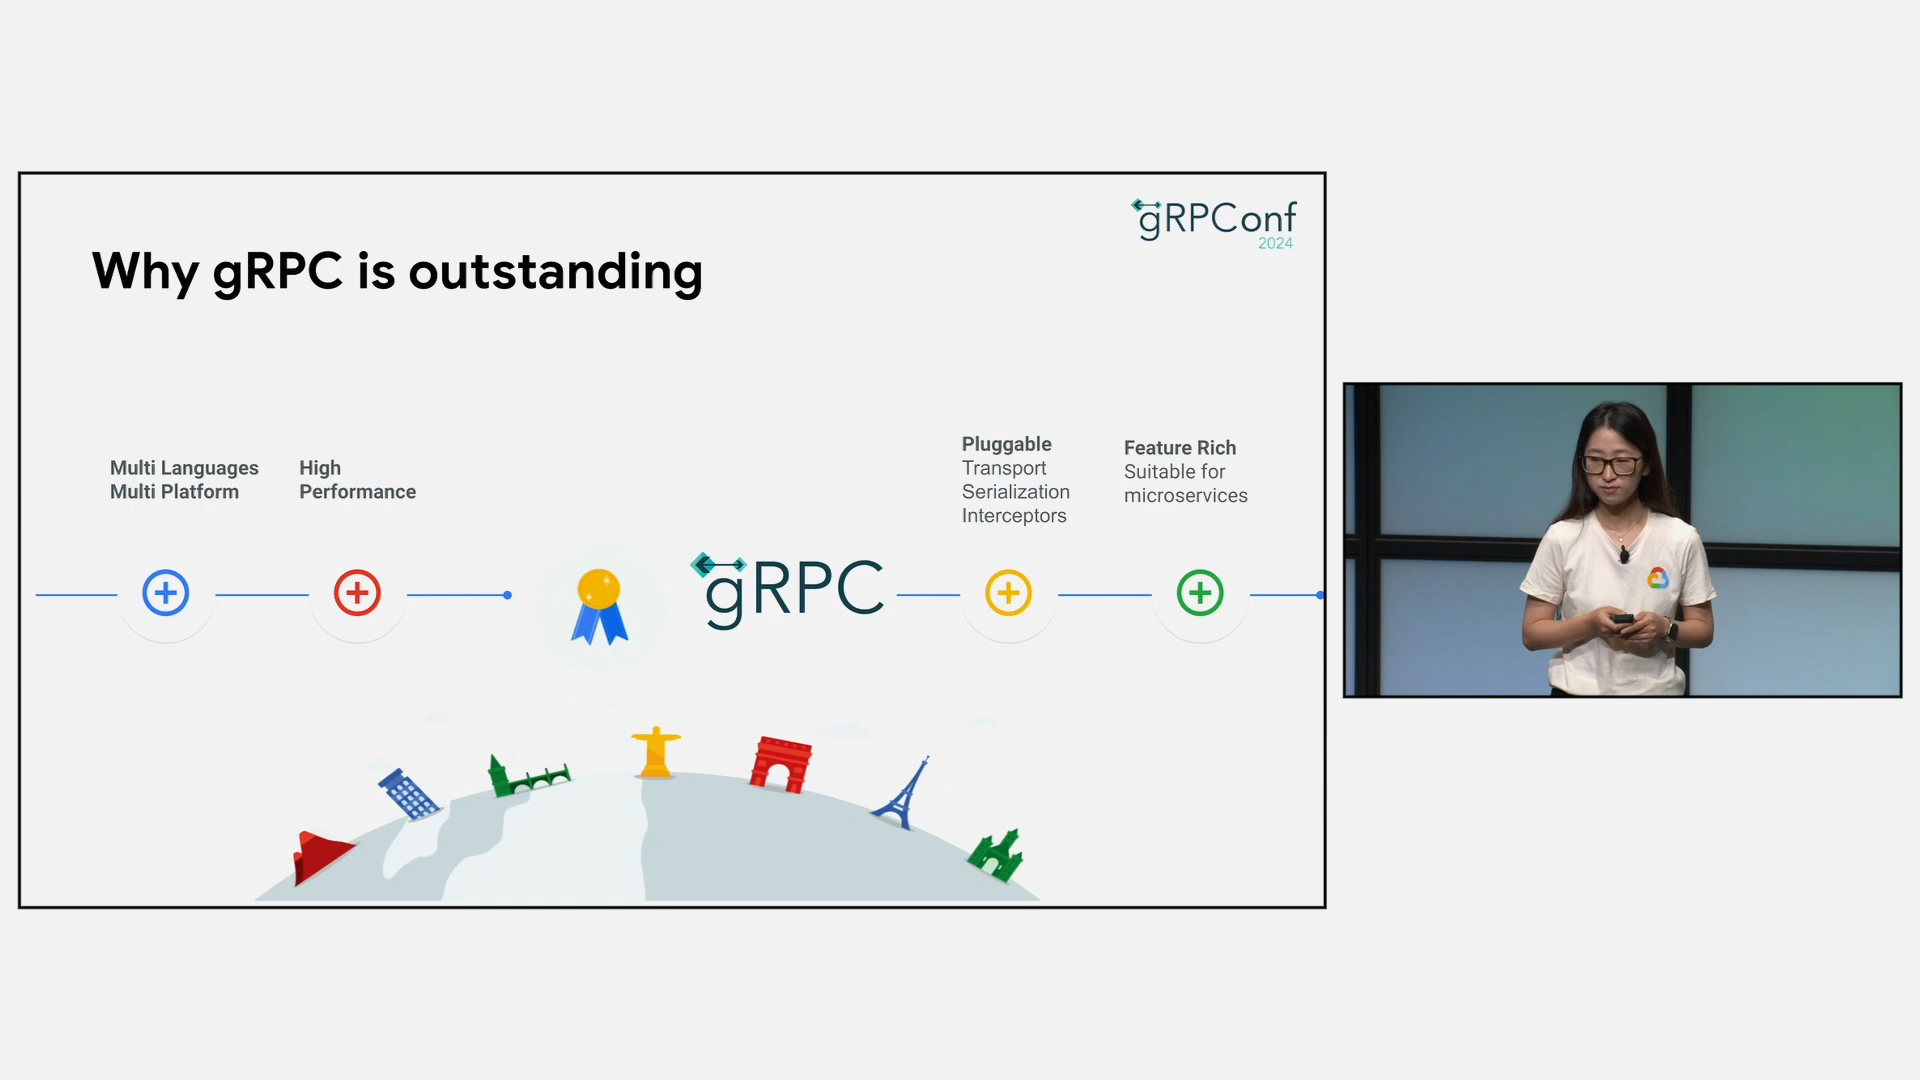 gRPConf
2024
Why gRPC is outstanding
Multi Languages
Multi Platform
High
Performance
Pluggable
Transport
Serialization
Interceptors
Feature Rich
Suitable for
microservices
gRPC